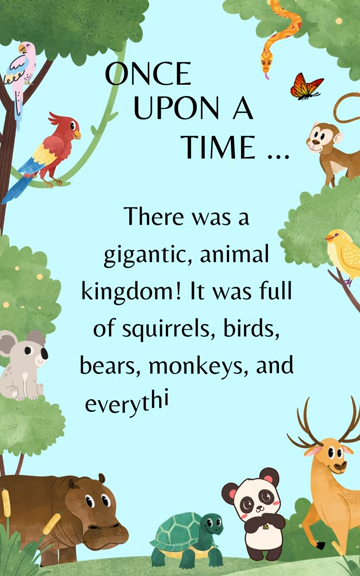 ONCE
UPON A
TIME ...
There was a
gigantic, animal
kingdom! It was full
of squirrels, birds,
bears, monkeys, and
everythi